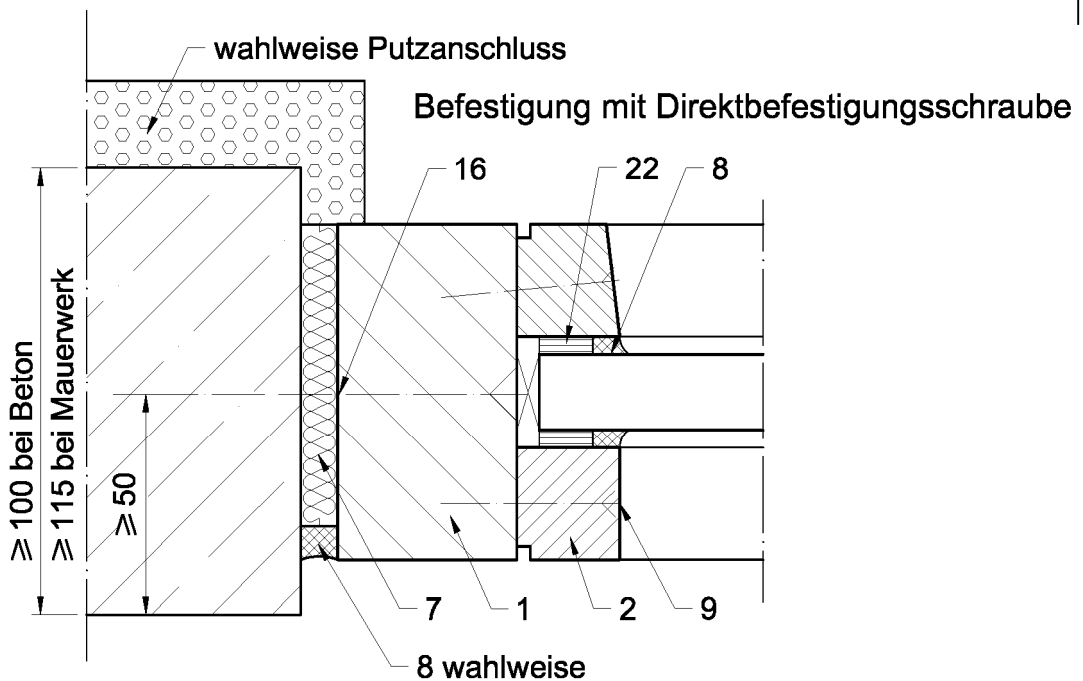 wahlweise Putzanschluss
Befestigung mit Direktbefestigungsschraube
16
22
8
≥ 100 bei Beton
≥ 115 bei Mauerwerk
≥ 50
7
1
2
9
8 wahlweise